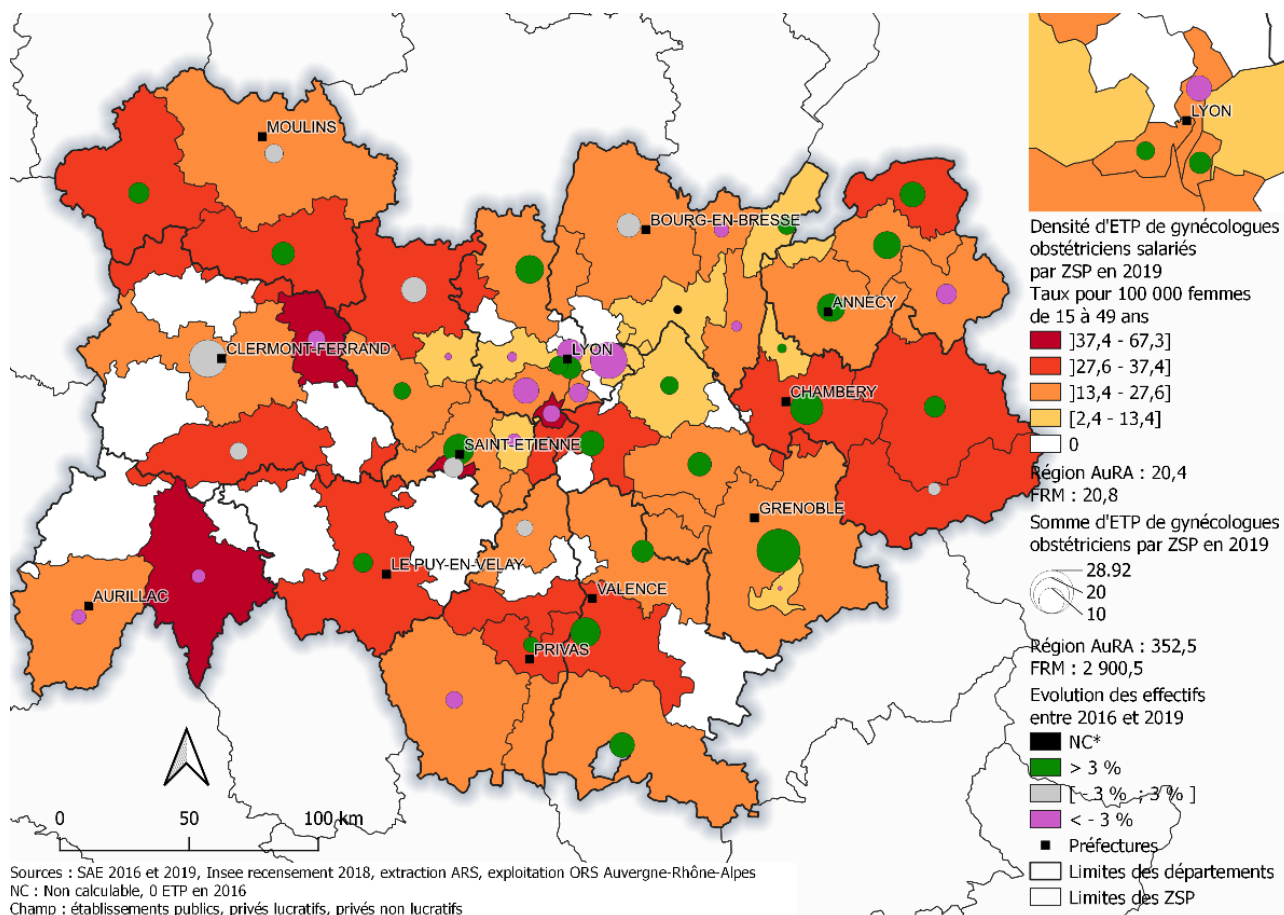 MOULINS
BOURG-EN-BRESSE
ANNECY
CLERMONT-FERRAND
LYON
CHAMBERY
SAINT-ETIENNE
GRENOBLE
LE-PUY-EN-VELAY
VALENCE
AURILLAC
PRIVAS
0 50 100 km
Sources : SAE 2016 et 2019, Insee recensement 2018, extraction ARS, exploitation ORS Auvergne-Rhône-Alpes
NC : Non calculable, 0 ETP en 2016
Champ : établissements publics, privés lucratifs, privés non lucratifs
LYON
Densité d'ETP de gynécologues
obstétriciens salariés
par ZSP en 2019
Taux pour 100 000 femmes
de 15 à 49 ans
]37,4 - 67,3]
]27,6 - 37,4]
]13,4 - 27,6]
[2,4 - 13,4]
0
Région AuRA : 20,4
FRM : 20,8
Somme d'ETP de gynécologues
obstétriciens par ZSP en 2019
28.92
20
10
Région AuRA : 352,5
FRM : 2 900,5
Evolution des effectifs
entre 2016 et 2019
NC*
> 3 %
[ - 3 % ; 3 % ]
< - 3 %
Préfectures
Limites des départements
Limites des ZSP